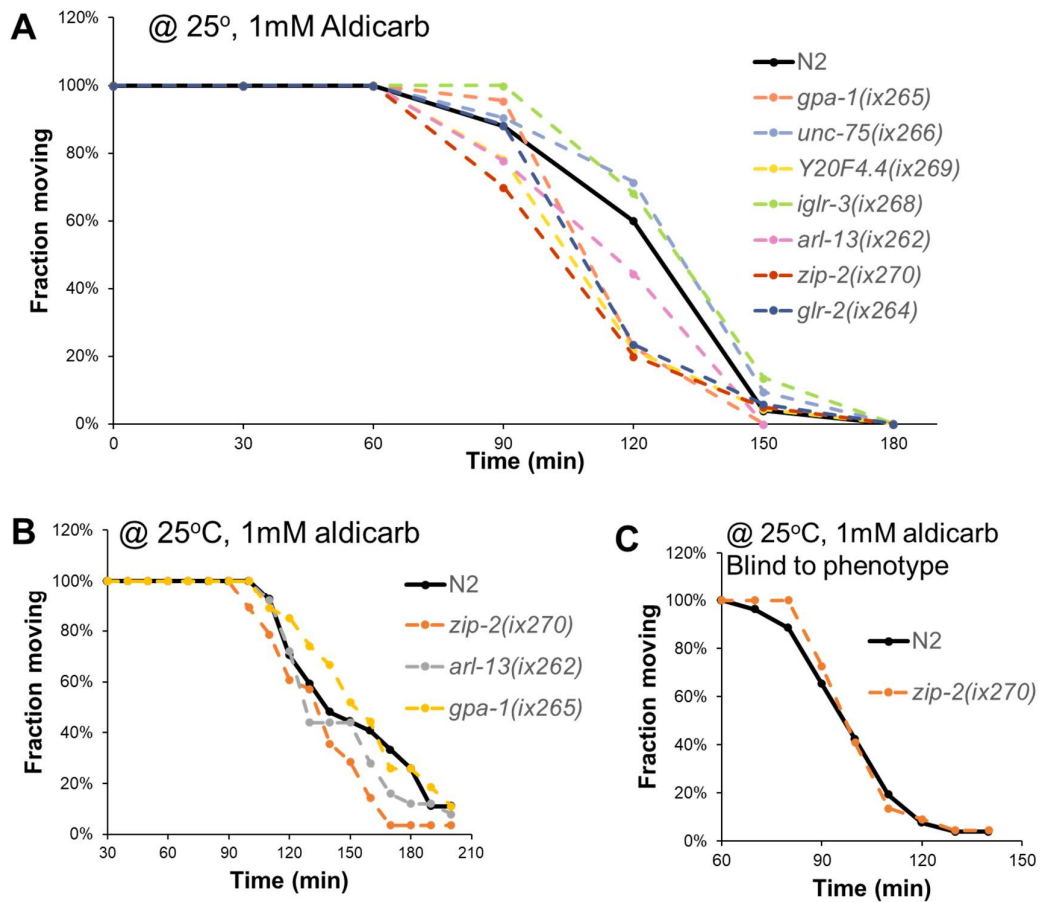 A
@ 25°, 1mM Aldicarb
120%
100%
80%
60%
40%
20%
0%
Fraction moving
0 30 60 90 120 150 180
Time (min)
N2
gpa-1(ix265)
unc-75(ix266)
Y20F4.4(ix269)
iglr-3(ix268)
arl-13(ix262)
zip-2(ix270)
glr-2(ix264)
B
@ 25°C, 1mM aldicarb
120%
100%
80%
60%
40%
20%
0%
Fraction moving
30 60 90 120 150 180 210
Time (min)
N2
zip-2(ix270)
arl-13(ix262)
gpa-1(ix265)
C
@ 25°C, 1mM aldicarb
Blind to phenotype
120%
100%
80%
60%
40%
20%
0%
Fraction moving
60 90 120 150
Time (min)
N2
zip-2(ix270)